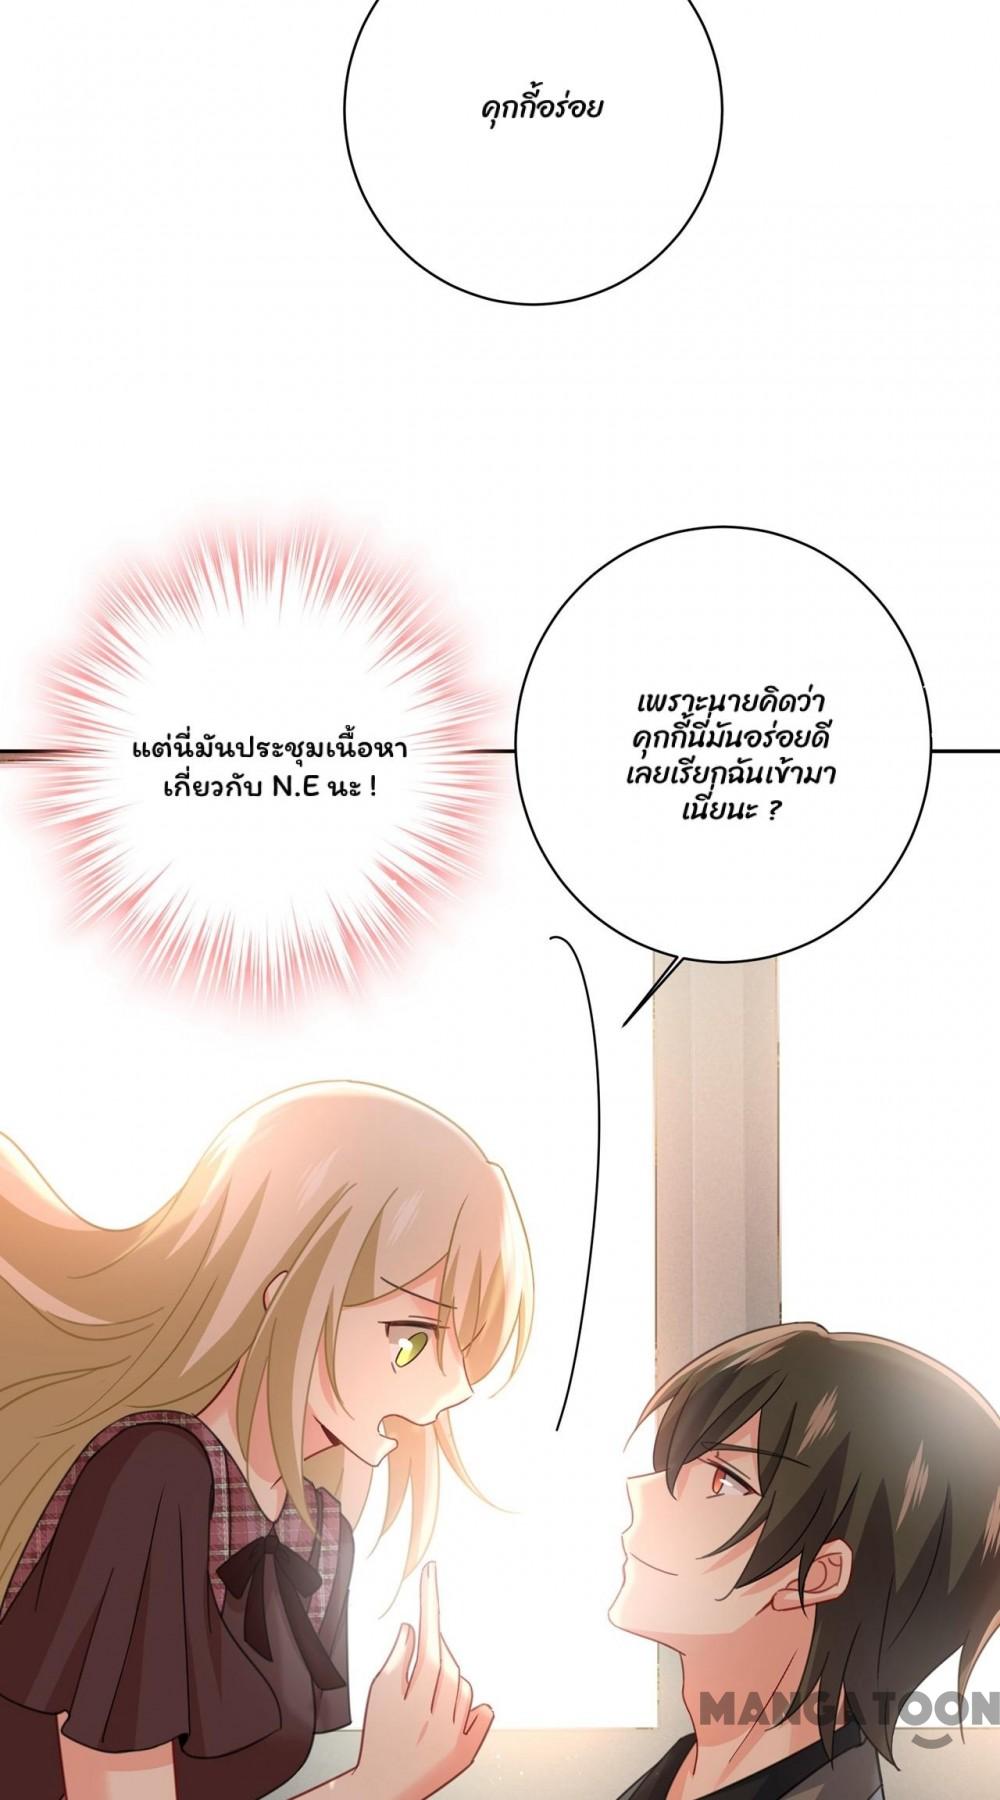 คุกกี้อร่อย
แต่นี่มันประชุมเนื้อหา
เกี่ยวกับ N.E นะ !
เพราะนายคิดว่า
คุกกี้นี่มันอร่อยดี
เลยเรียกฉันเข้ามา
เนี่ยนะ ?
MANGATOON